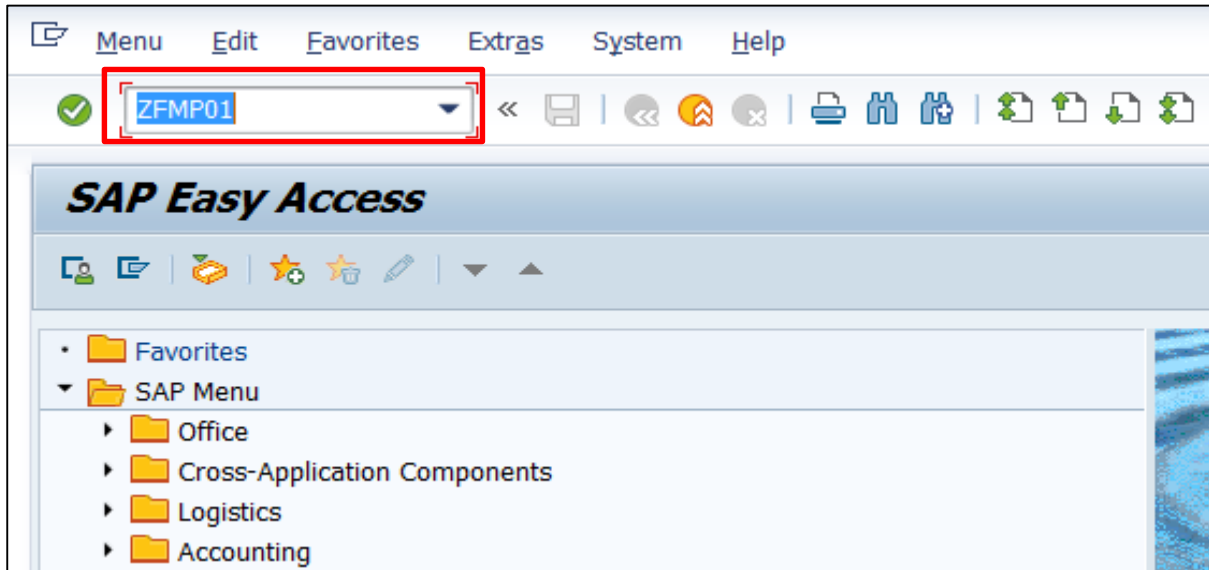 Menu Edit Favorites Extras System Help
ZFMP01
SAP Easy Access
Favorites
SAP Menu
Office
Cross-Application Components
Logistics
Accounting